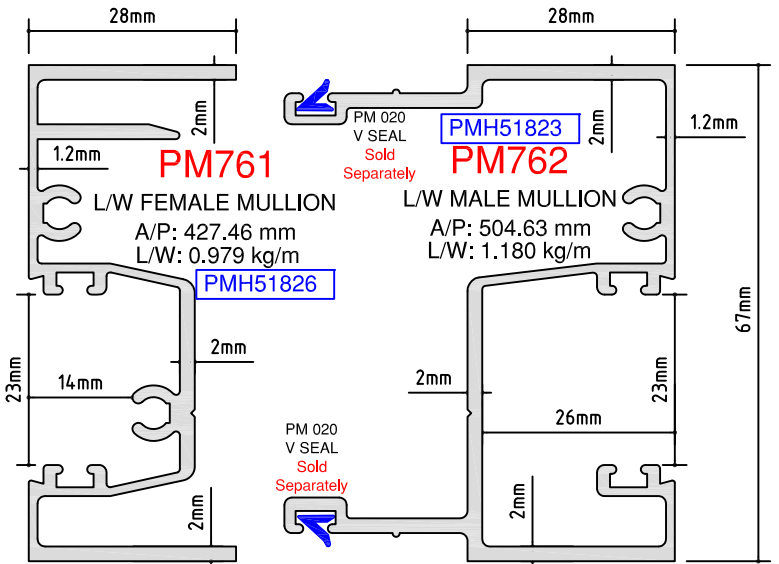 28mm
28mm
2mm
PM 020
V SEAL
Sold
Separately
PMH51823
2mm
1.2mm
1.2mm
PM761
PM762
L/W FEMALE MULLION
A/P: 427.46 mm
L/W: 0.979 kg/m
PMH51826
L/W MALE MULLION
A/P: 504.63 mm
L/W: 1.180 kg/m
67mm
23mm
14mm
2mm
2mm
23mm
26mm
PM 020
V SEAL
Sold
Separately
2mm
2mm